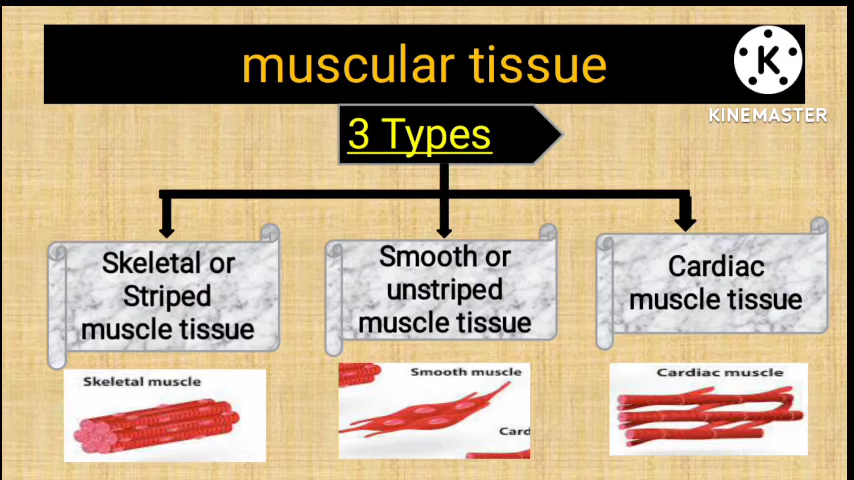 muscular tissue
K
KINEMASTER
3 Types
Skeletal or
Striped
muscle tissue
Smooth or
unstriped
muscle tissue
Cardiac
muscle tissue
Skeletal muscle
Smooth muscle
Card
Cardiac muscle